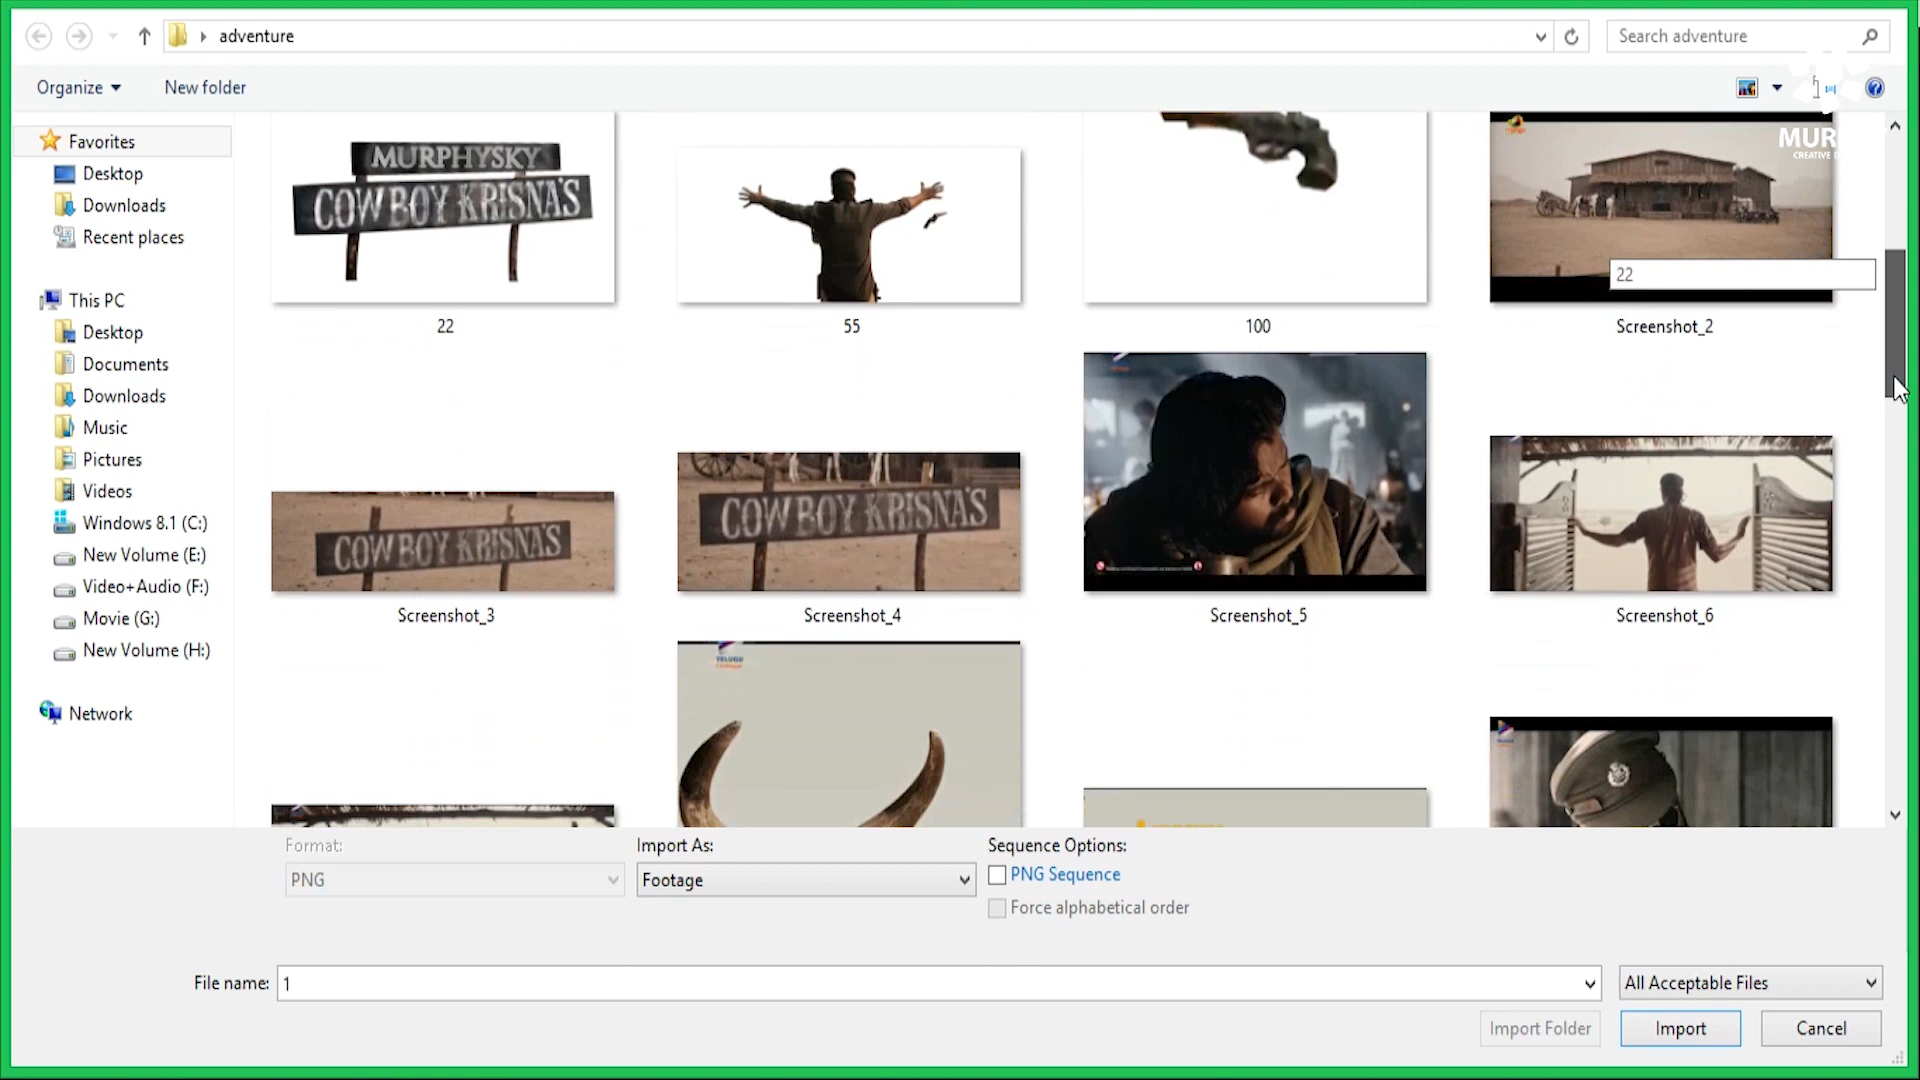 adventure
Search adventure
Organize
New folder
MUR
CREATIVE D
Favorites
Desktop
Downloads
Recent places
This PC
Desktop
Documents
Downloads
Music
Pictures
Videos
Windows 8.1 (C:)
New Volume (E:)
Video+Audio (F:)
Movie (G:)
New Volume (H:)
Network
MURPHYSKY
COWBOY KRISNA'S
22
55
100
Screenshot_2
22
COWBOY KRISNA'S
COWBOY KRISNA'S
Screenshot_3
Screenshot_4
Screenshot_5
Screenshot_6
TELUGU
Format:
Import As:
Sequence Options:
PNG
Footage
PNG Sequence
Force alphabetical order
File name:
1
All Acceptable Files
Import Folder
Import
Cancel